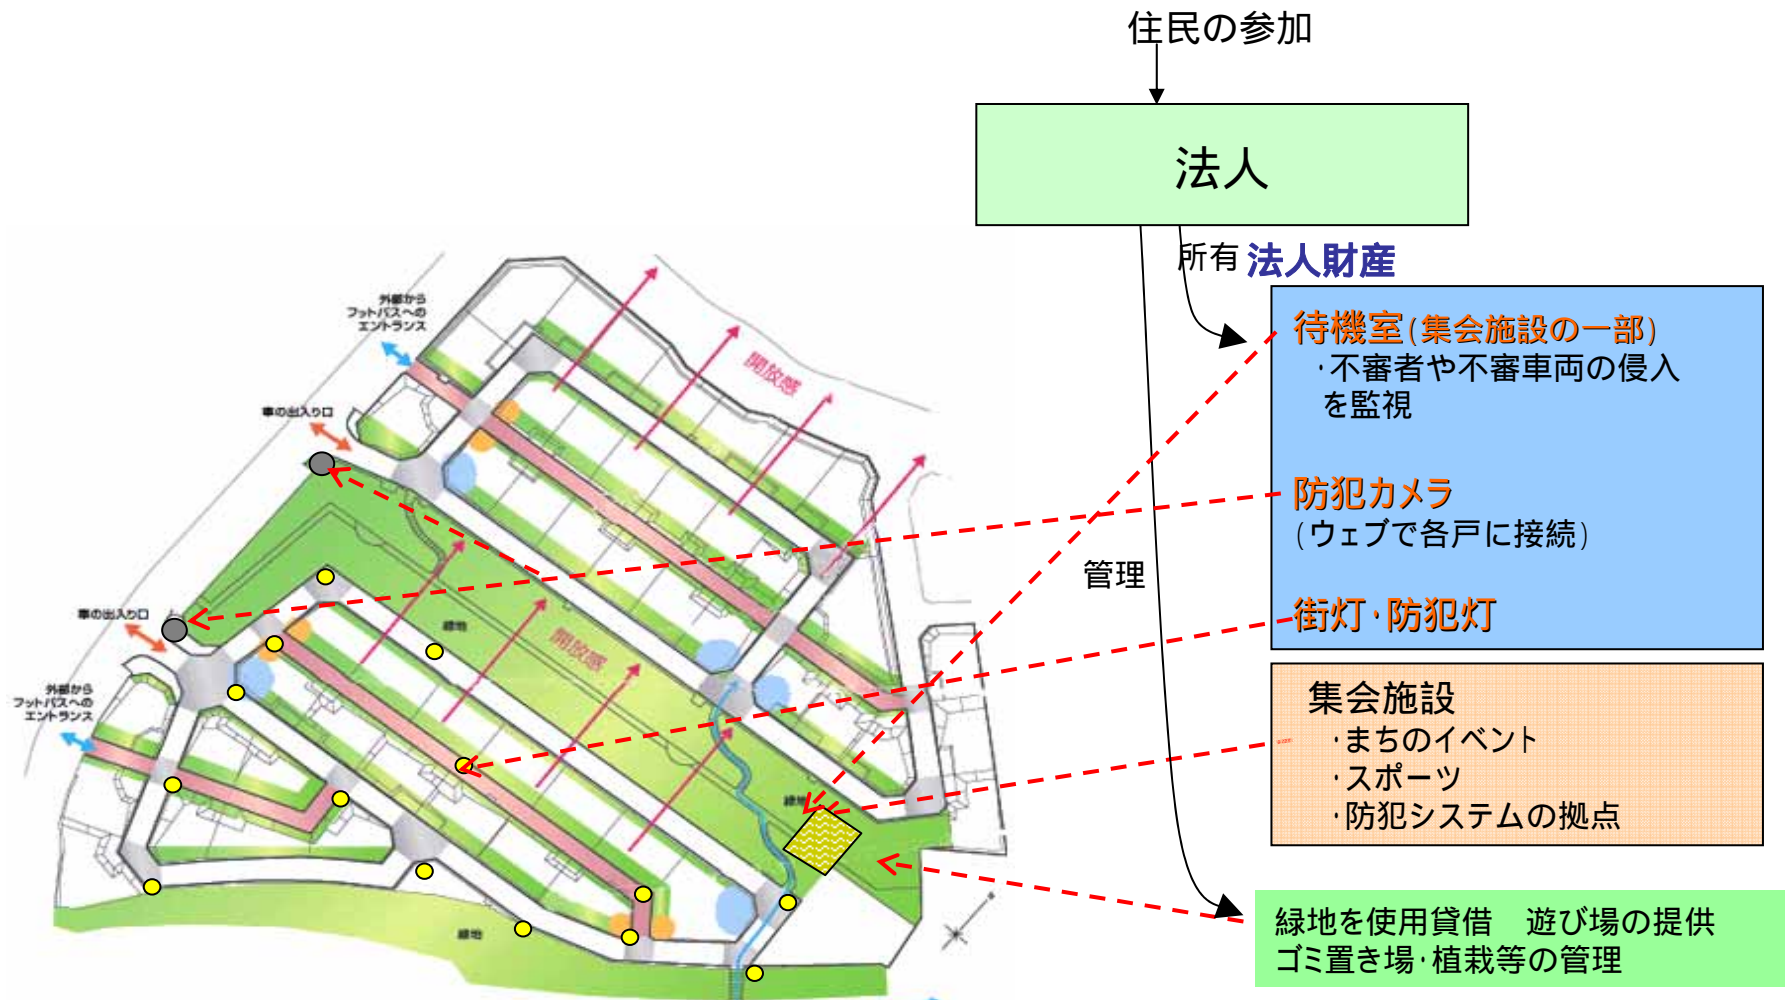 住民の参加
法人
所有 法人財産
待機室(集会施設の一部)
・不審者や不審車両の侵入
を監視
防犯カメラ
(ウェブで各戸に接続)
管理
街灯・防犯灯
集会施設
・まちのイベント
・スポーツ
・防犯システムの拠点
緑地を使用貸借　遊び場の提供
ゴミ置き場・植栽等の管理
外部から
フットパスへの
エントランス
開放感
車の出入り口
車の出入り口
緑地
開放感
外部から
フットパスへの
エントランス
緑地
緑地